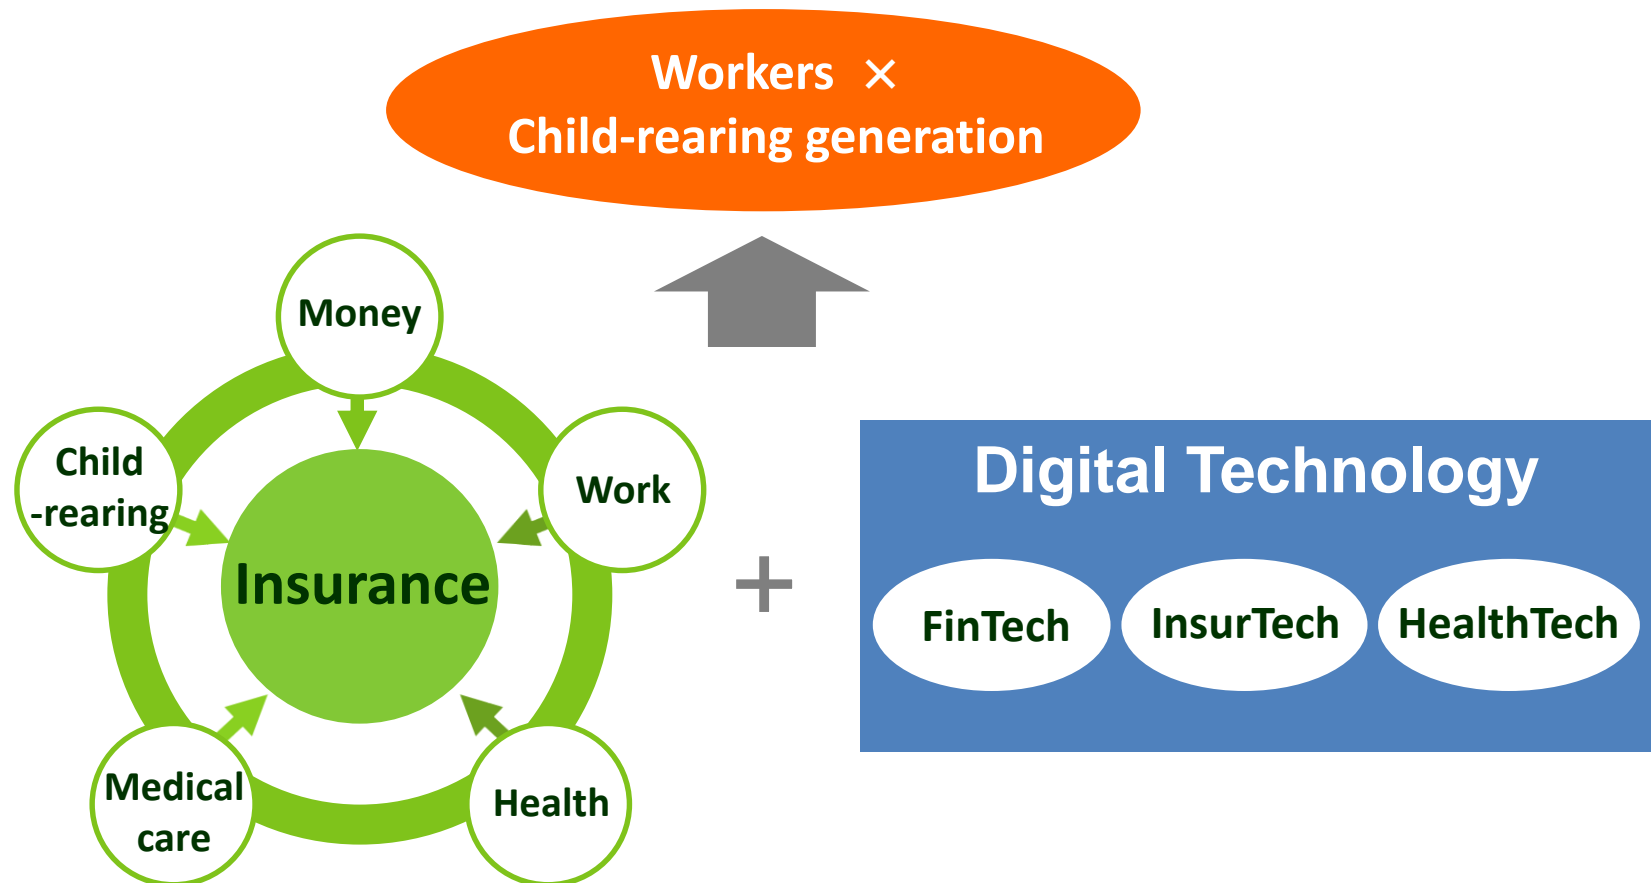 Workers ×
Child-rearing generation
Money
Child
-rearing
Work
Insurance
Medical
care
Health
+
Digital Technology
FinTech
InsurTech
HealthTech